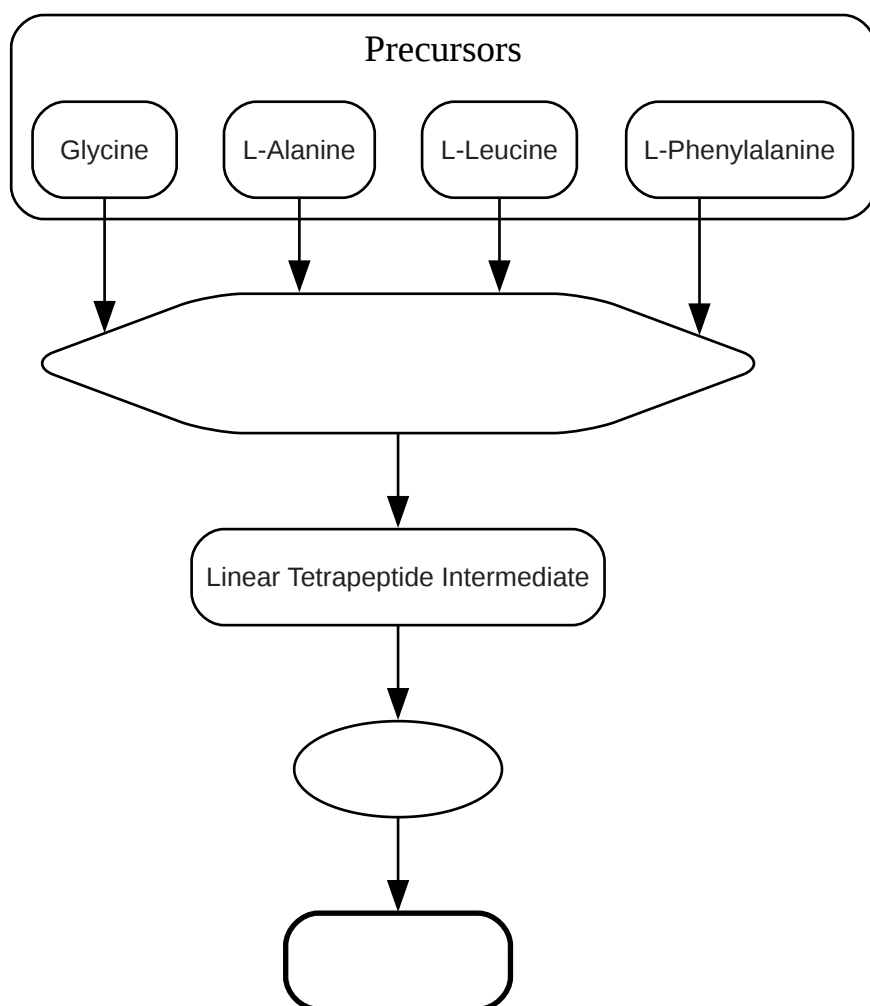 Precursors
Glycine
L-Alanine
L-Leucine
L-Phenylalanine
Linear Tetrapeptide Intermediate